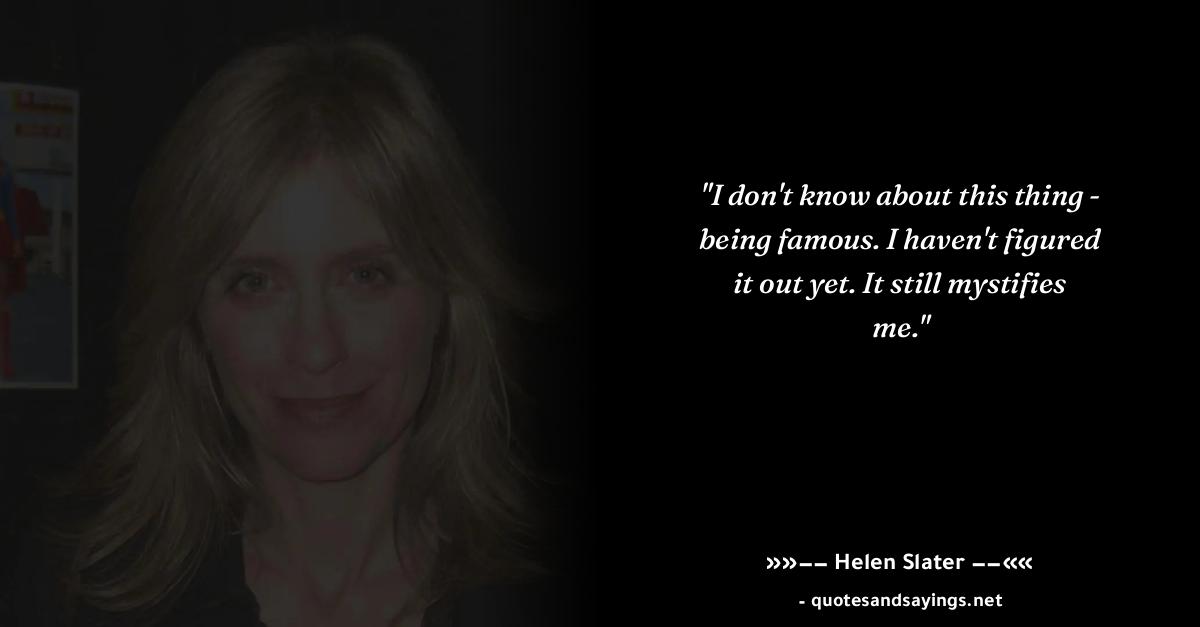 "I don't know about this thing -
being famous. I haven't figured
it out yet. It still mystifies
me."
»»–– Helen Slater ––««
- quotesandsayings.net